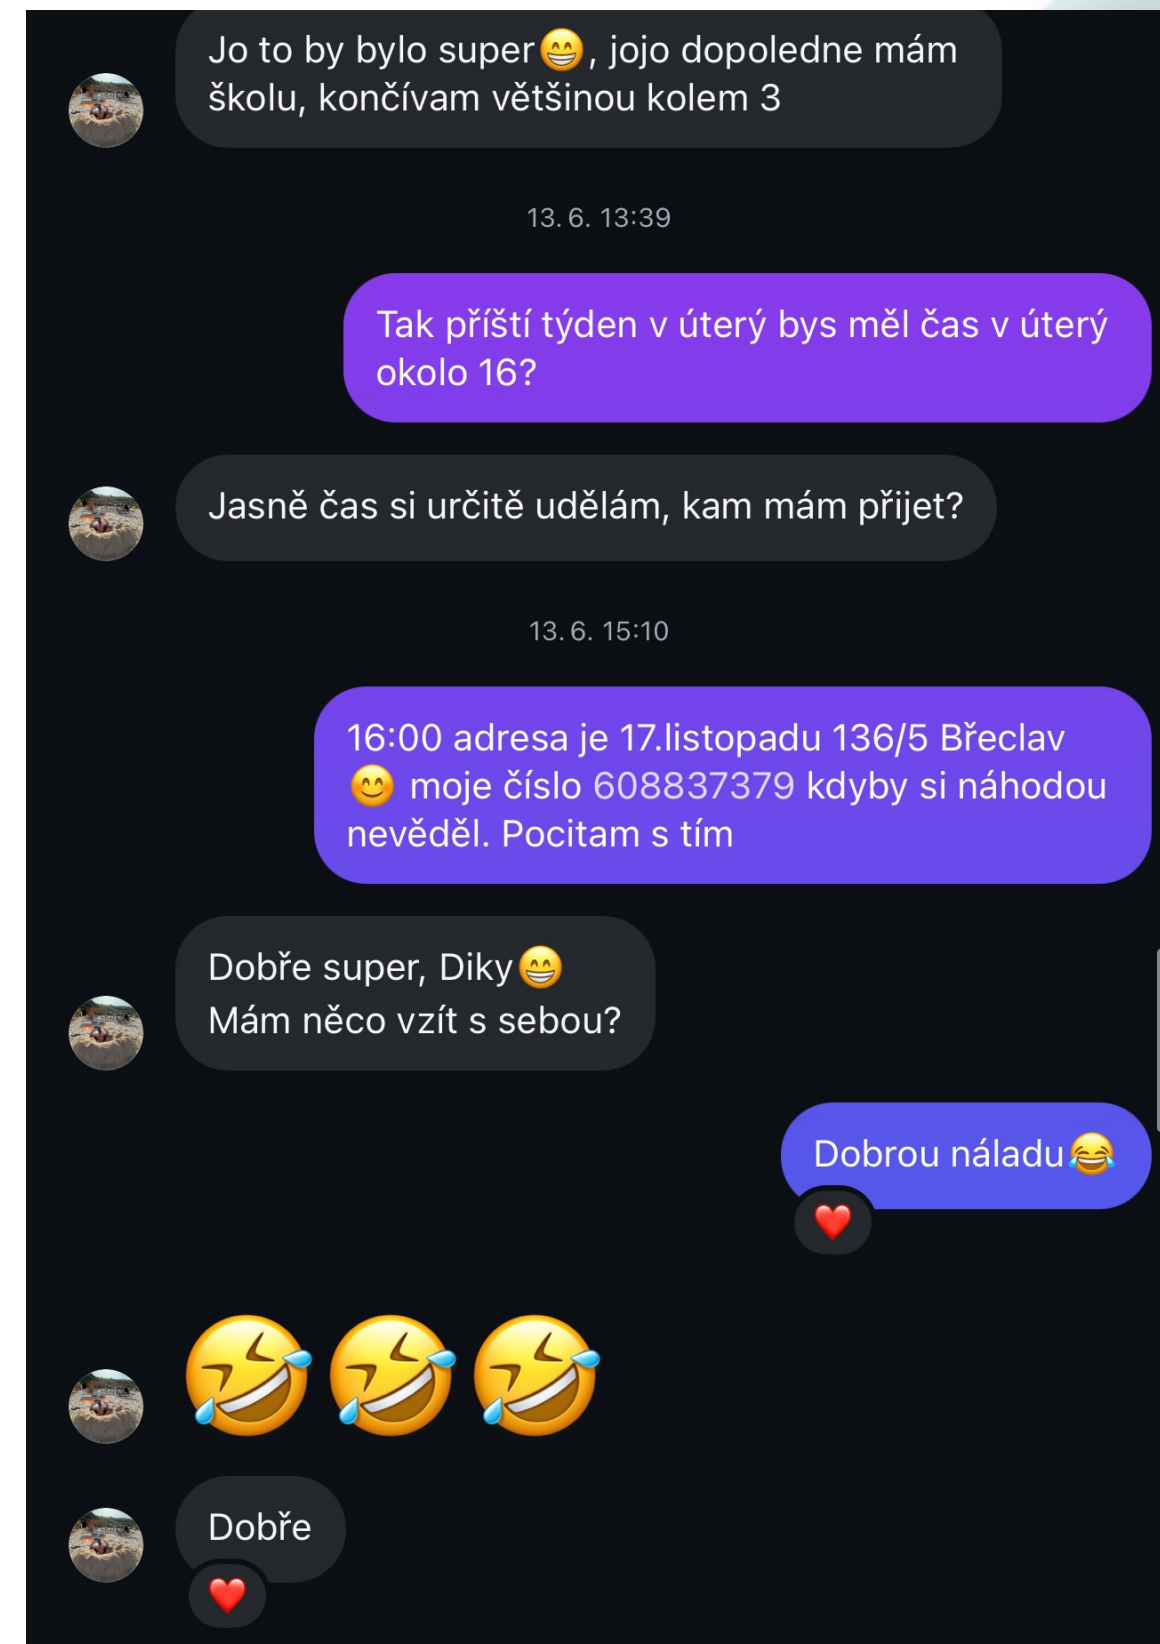 Jo to by bylo super😁, jojo dopoledne mám
školu, končívam většinou kolem 3
13. 6. 13:39
Tak příští týden v úterý bys měl čas v úterý
okolo 16?
Jasně čas si určitě udělám, kam mám přijet?
13. 6. 15:10
16:00 adresa je 17.listopadu 136/5 Břeclav
😊 moje číslo 608837379 kdyby si náhodou
nevěděl. Pocitam s tím
Dobře super, Diky😁
Mám něco vzít s sebou?
Dobrou náladu😂
❤️
🤣🤣🤣
Dobře
❤️